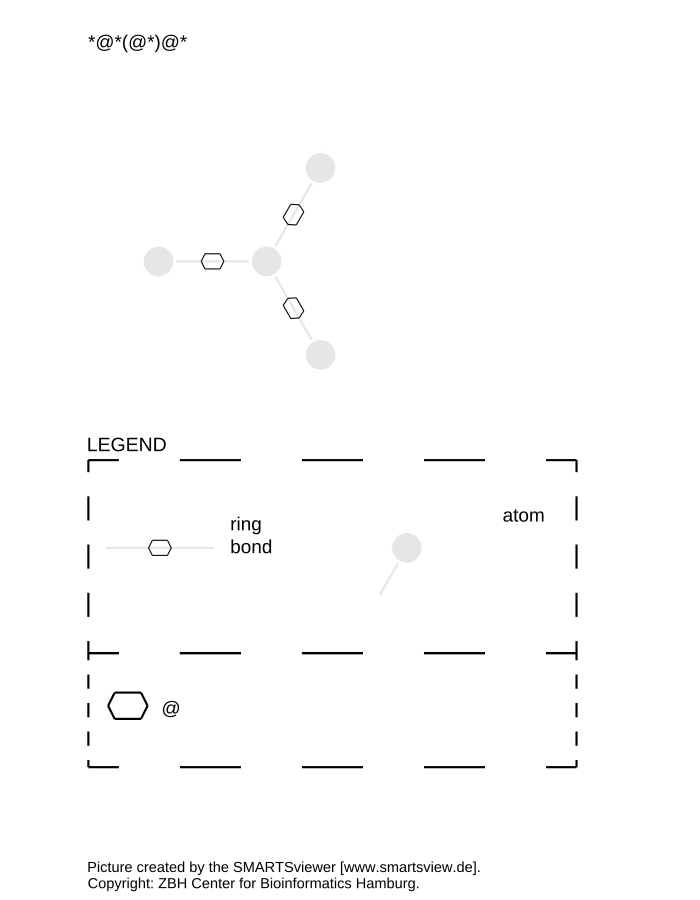 *@*(@*)@*
LEGEND
ring
bond
atom
@
Picture created by the SMARTSviewer [www.smartsview.de].
Copyright: ZBH Center for Bioinformatics Hamburg.